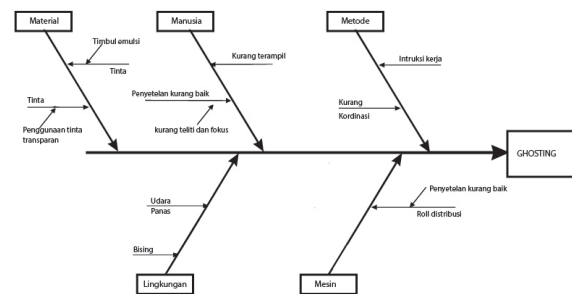 Material
Manusia
Metode
Timbul emulsi
Tinta
Kurang terampil
Intruksi kerja
Tinta
Penggunaan tinta
transparan
Penyetelan kurang baik
kurang teliti dan fokus
Kurang
Kordinasi
GHOSTING
Udara
Panas
Bising
Penyetelan kurang baik
Roll distribusi
Lingkungan
Mesin